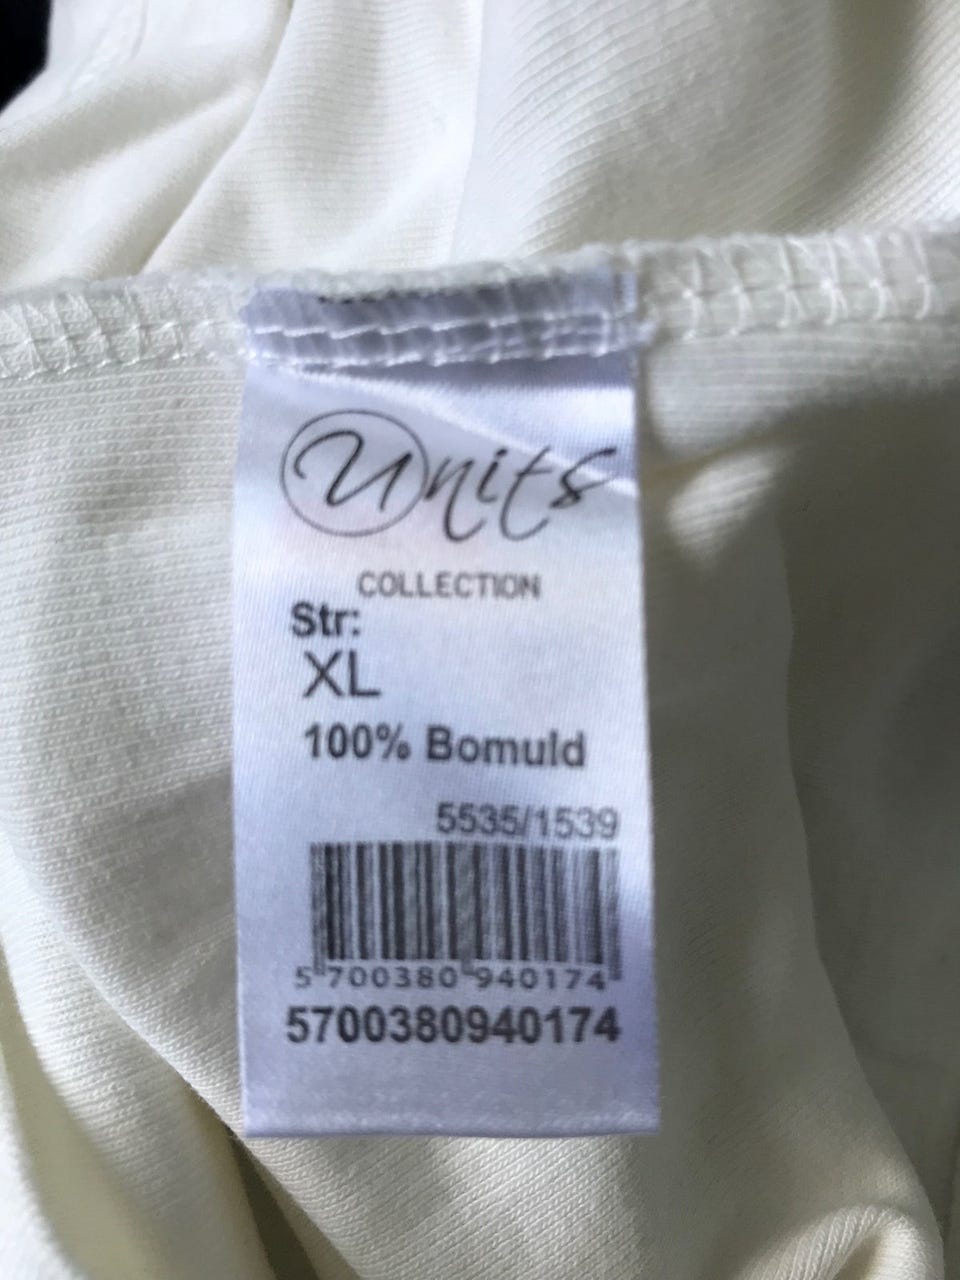 Units
COLLECTION
Str:
XL
100% Bomuld
5535/1539
5 700380 940174
5700380940174